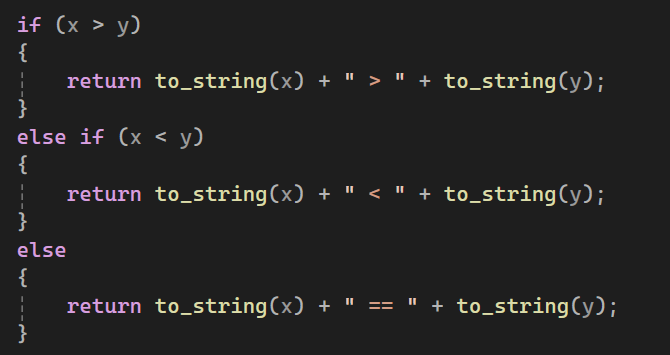 if (x > y)
{
    return to_string(x) + " > " + to_string(y);
}
else if (x < y)
{
    return to_string(x) + " < " + to_string(y);
}
else
{
    return to_string(x) + " == " + to_string(y);
}